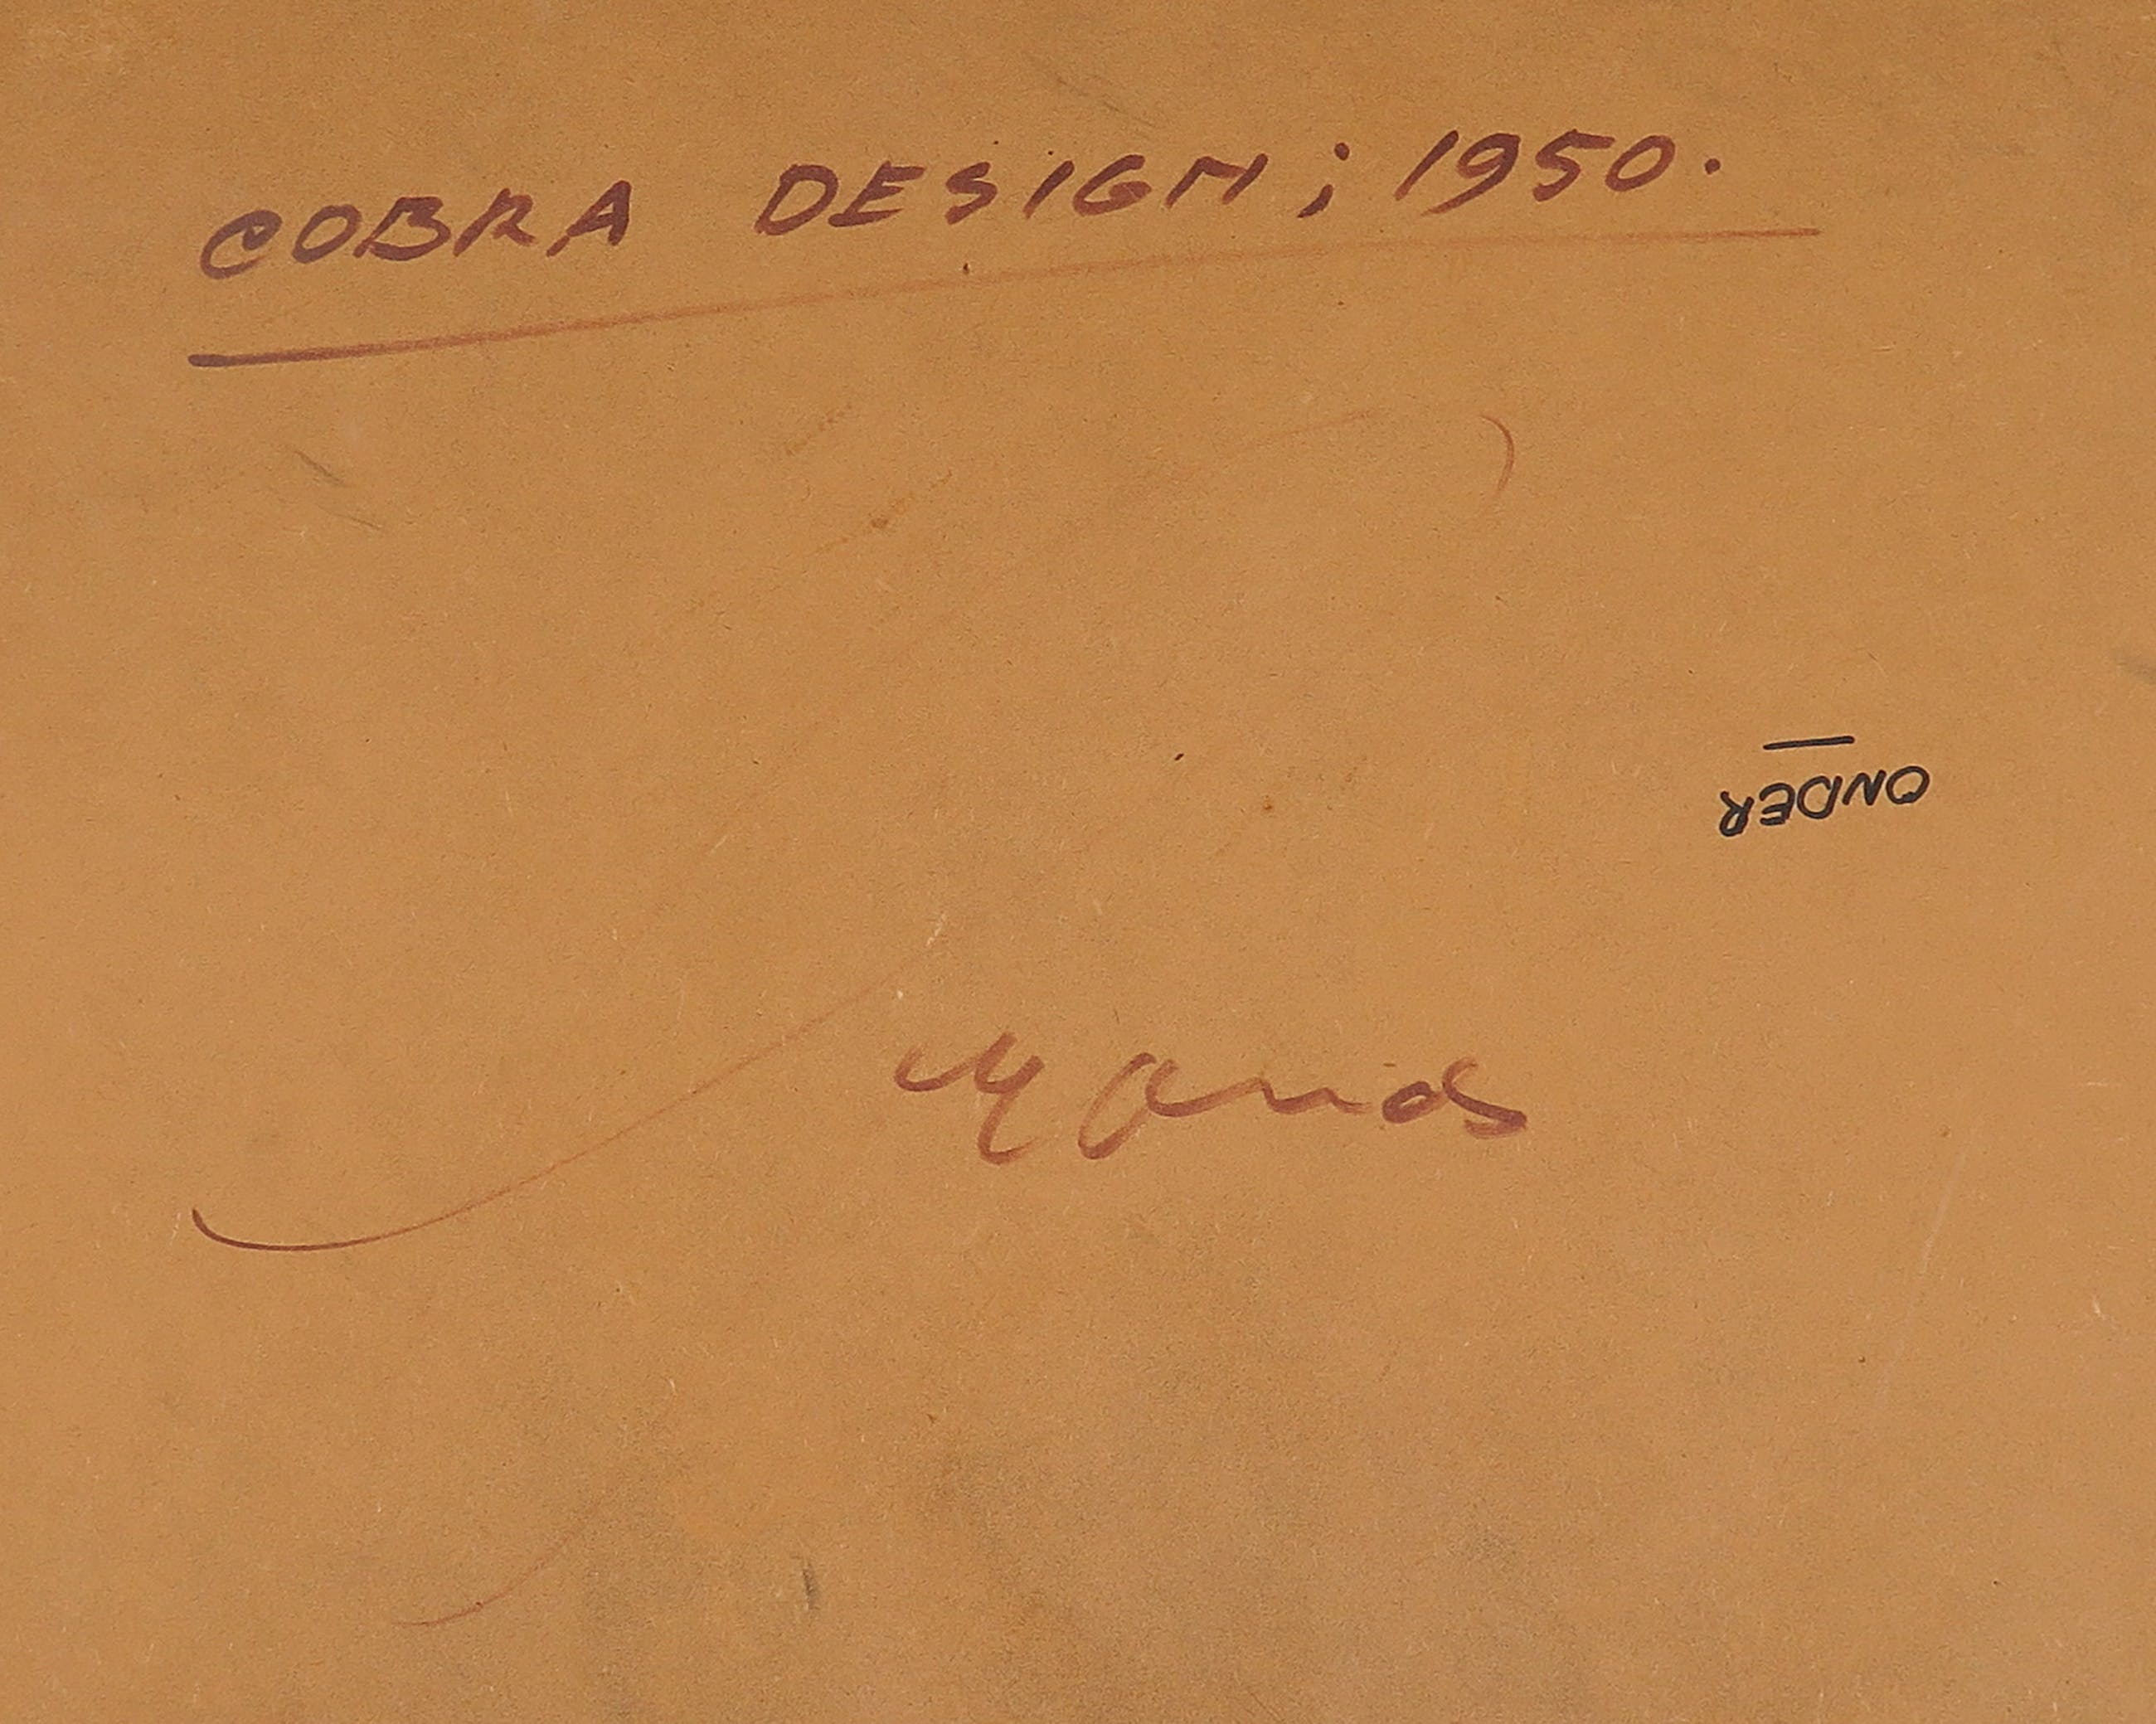 COBRA DESIGN; 1950.
ONDER